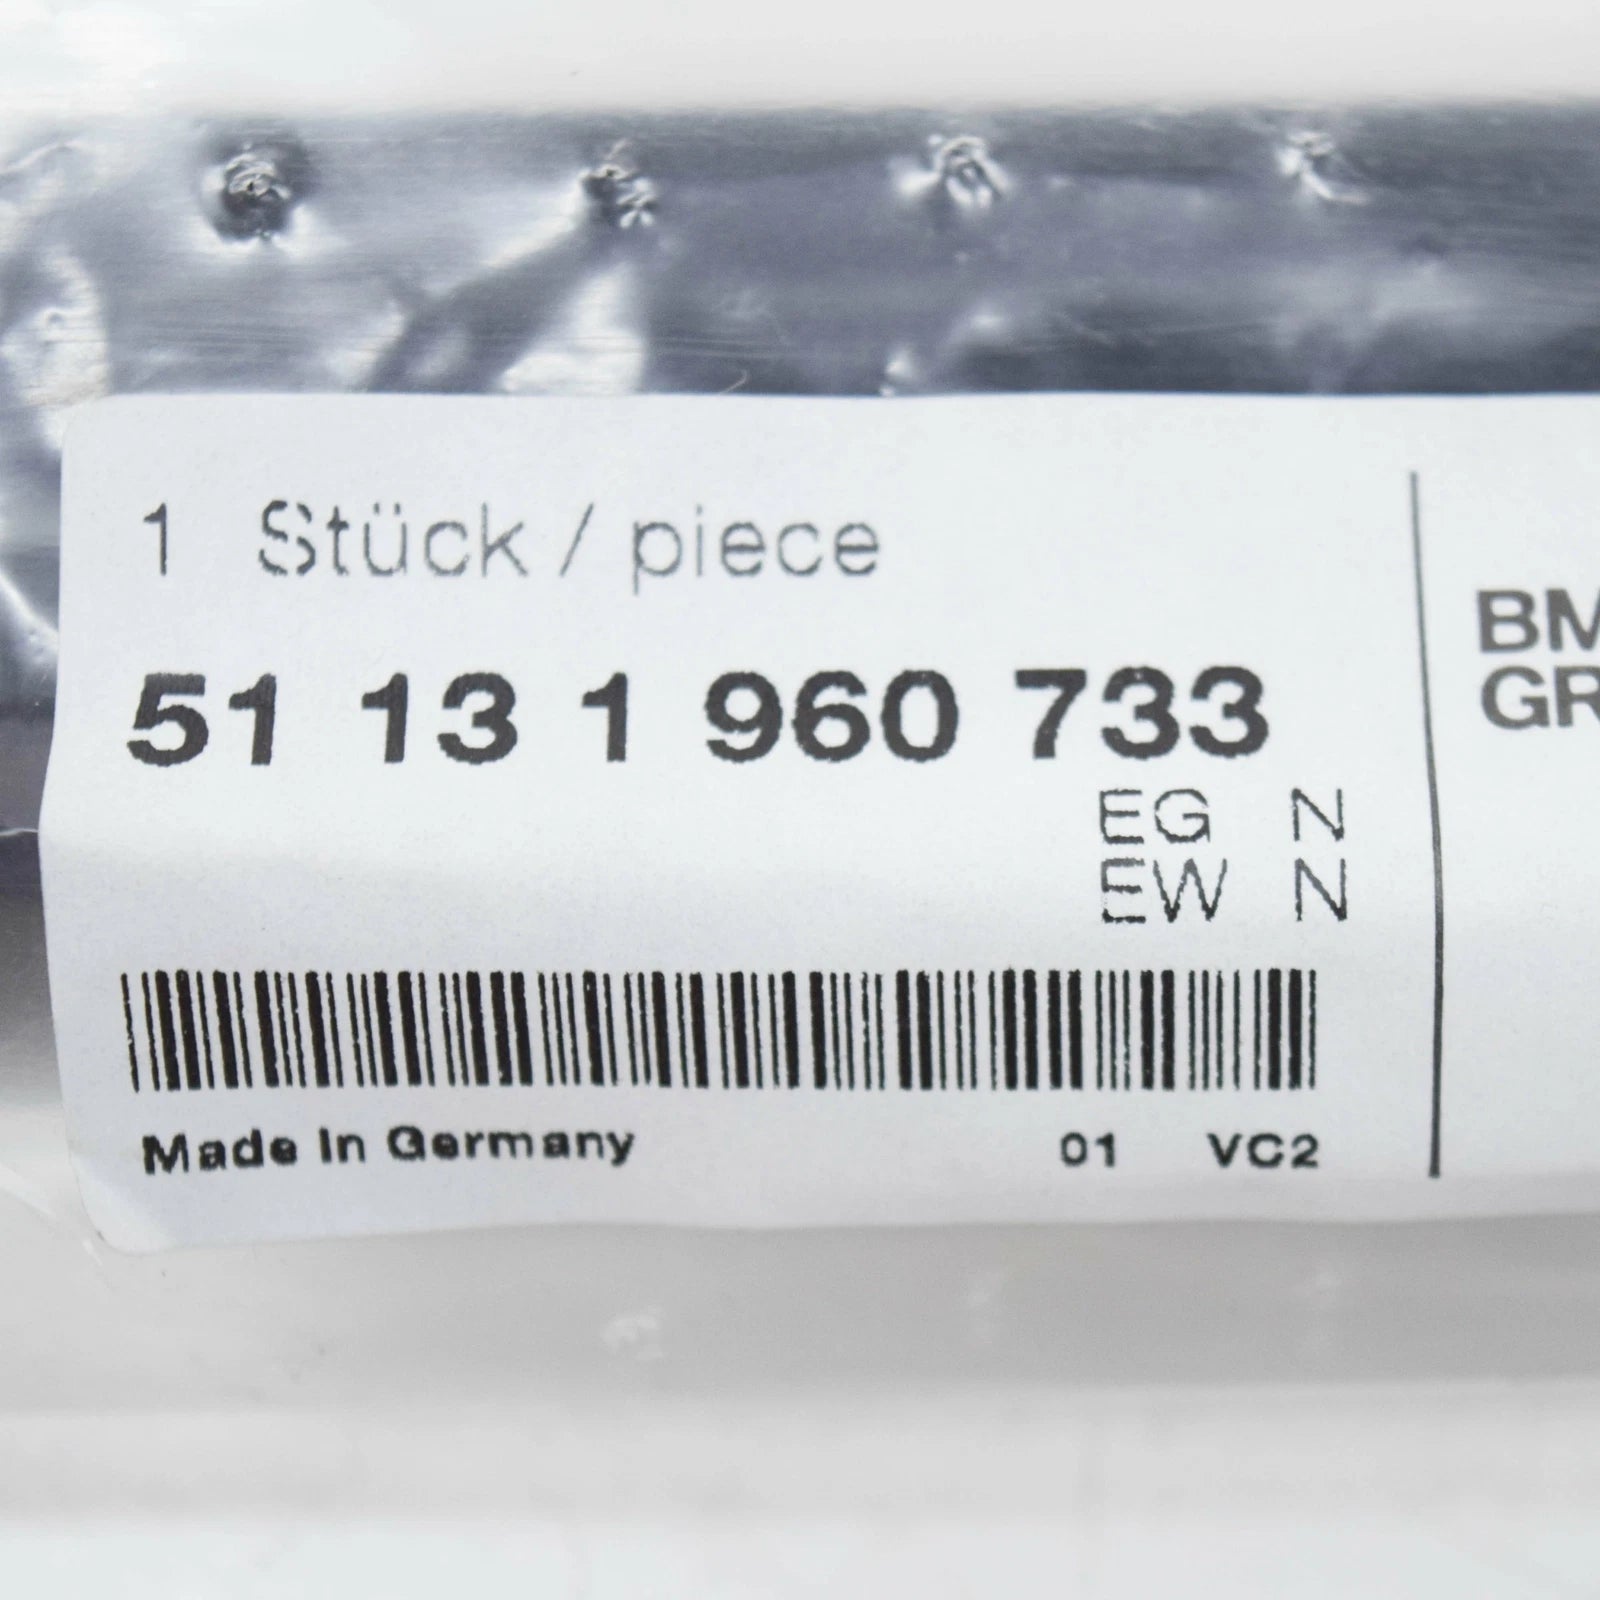 1 Stück / piece
51 13 1 960 733
EG N
EW N
Made In Germany 01 VC2
BM
GR